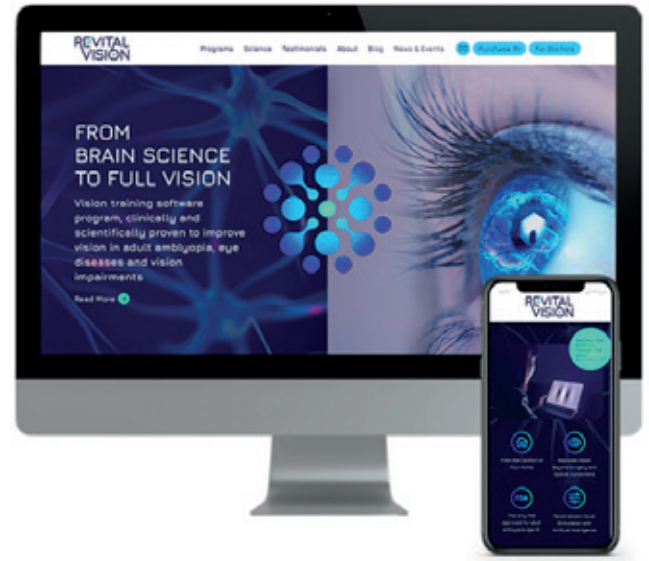 REVITAL
VISION
Programs Science Testimonials About Blog News & Events Purchase RV For Doctors
FROM
BRAIN SCIENCE
TO FULL VISION
Vision training software
program, clinically and
scientifically proven to improve
vision in adult amblyopia, eye
diseases and vision
impairments
Read More
REVITAL
VISION
FDA